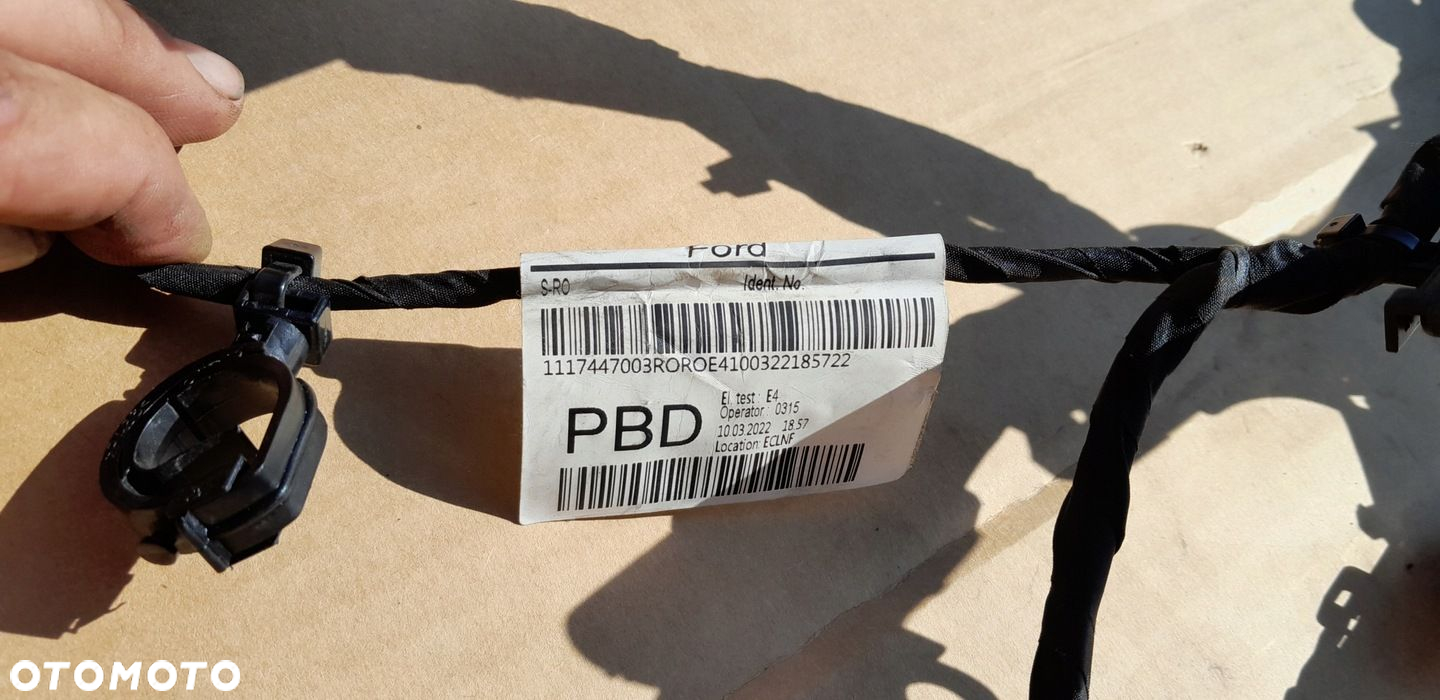 Ford
S-RO Ident. No.
1117447003ROROE4100322185722
PBD
El. test : E4
Operator : 0315
10.03.2022 18:57
Location: ECLNF
OTOMOTO